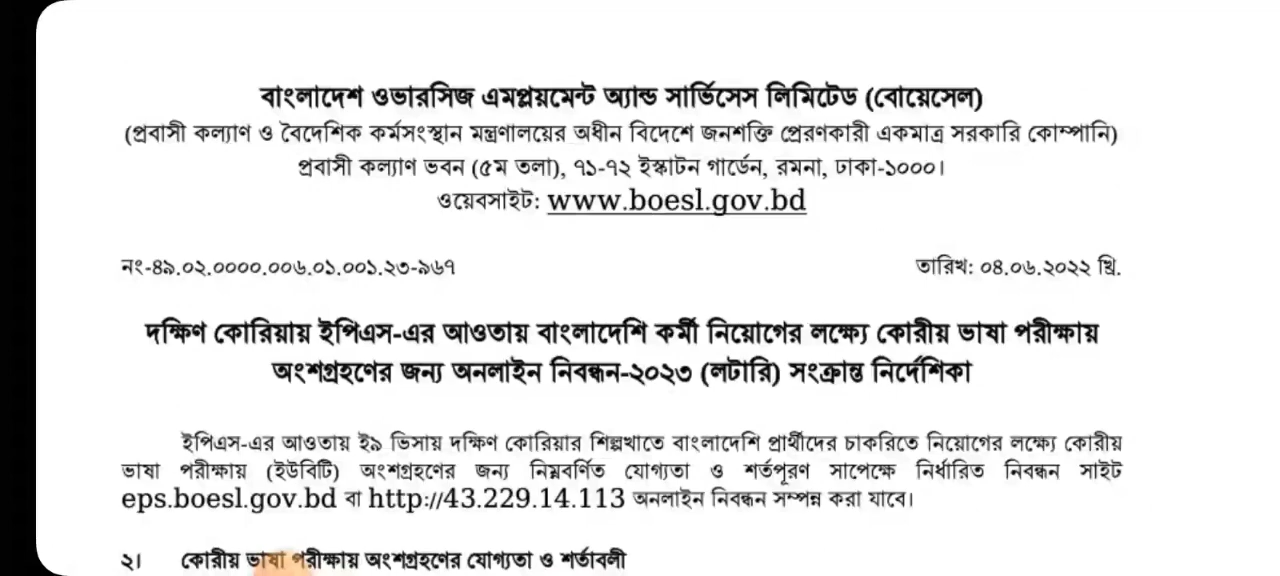 বাংলাদেশ ওভারসিজ এমপ্লয়মেন্ট অ্যান্ড সার্ভিসেস লিমিটেড (বোয়েসেল)
(প্রবাসী কল্যাণ ও বৈদেশিক কর্মসংস্থান মন্ত্রণালয়ের অধীন বিদেশে জনশক্তি প্রেরণকারী একমাত্র সরকারি কোম্পানি)
প্রবাসী কল্যাণ ভবন (৫ম তলা), ৭১-৭২ ইস্কাটন গার্ডেন, রমনা, ঢাকা-১০০০।
ওয়েবসাইট: www.boesl.gov.bd
নং-৪৯.০২.০০০০.০০৬.০১.০০১.২৩-৯৬৭ তারিখ: ০৪.০৬.২০২২ খ্রি.
দক্ষিণ কোরিয়ায় ইপিএস-এর আওতায় বাংলাদেশি কর্মী নিয়োগের লক্ষ্যে কোরীয় ভাষা পরীক্ষায়
অংশগ্রহণের জন্য অনলাইন নিবন্ধন-২০২৩ (লটারি) সংক্রান্ত নির্দেশিকা
ইপিএস-এর আওতায় ই৯ ভিসায় দক্ষিণ কোরিয়ার শিল্পখাতে বাংলাদেশি প্রার্থীদের চাকরিতে নিয়োগের লক্ষ্যে কোরীয়
ভাষা পরীক্ষায় (ইউবিটি) অংশগ্রহণের জন্য নিম্নবর্ণিত যোগ্যতা ও শর্তপূরণ সাপেক্ষে নির্ধারিত নিবন্ধন সাইট
eps.boesl.gov.bd বা http://43.229.14.113 অনলাইন নিবন্ধন সম্পন্ন করা যাবে।
২। কোরীয় ভাষা পরীক্ষায় অংশগ্রহণের যোগ্যতা ও শর্তাবলী